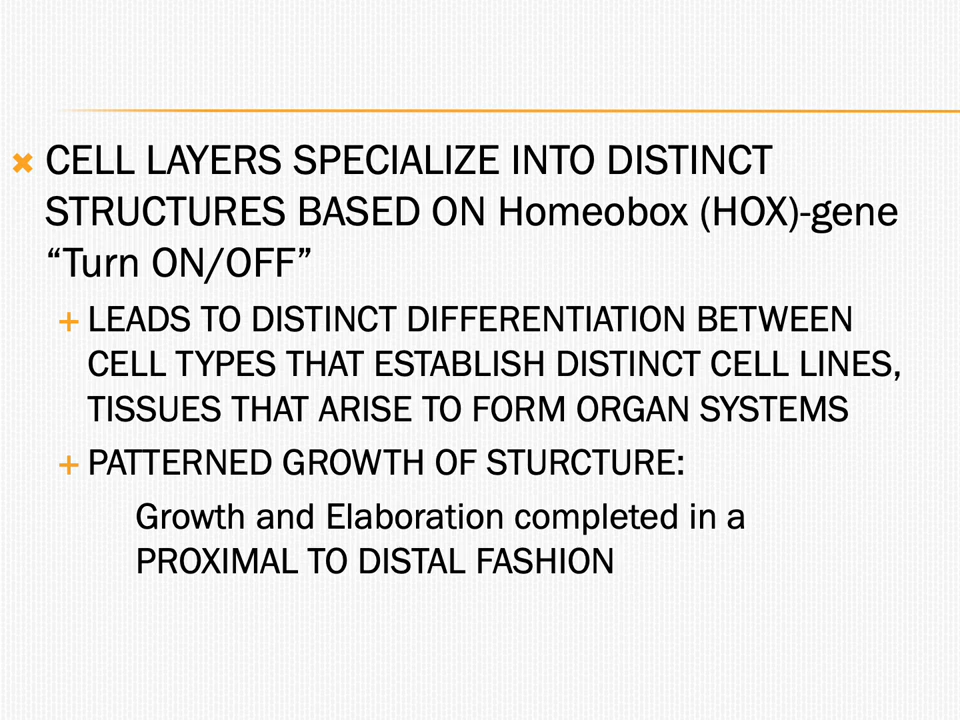 CELL LAYERS SPECIALIZE INTO DISTINCT
STRUCTURES BASED ON Homeobox (HOX)-gene
“Turn ON/OFF”
LEADS TO DISTINCT DIFFERENTIATION BETWEEN
CELL TYPES THAT ESTABLISH DISTINCT CELL LINES,
TISSUES THAT ARISE TO FORM ORGAN SYSTEMS
PATTERNED GROWTH OF STURCTURE:
Growth and Elaboration completed in a
PROXIMAL TO DISTAL FASHION